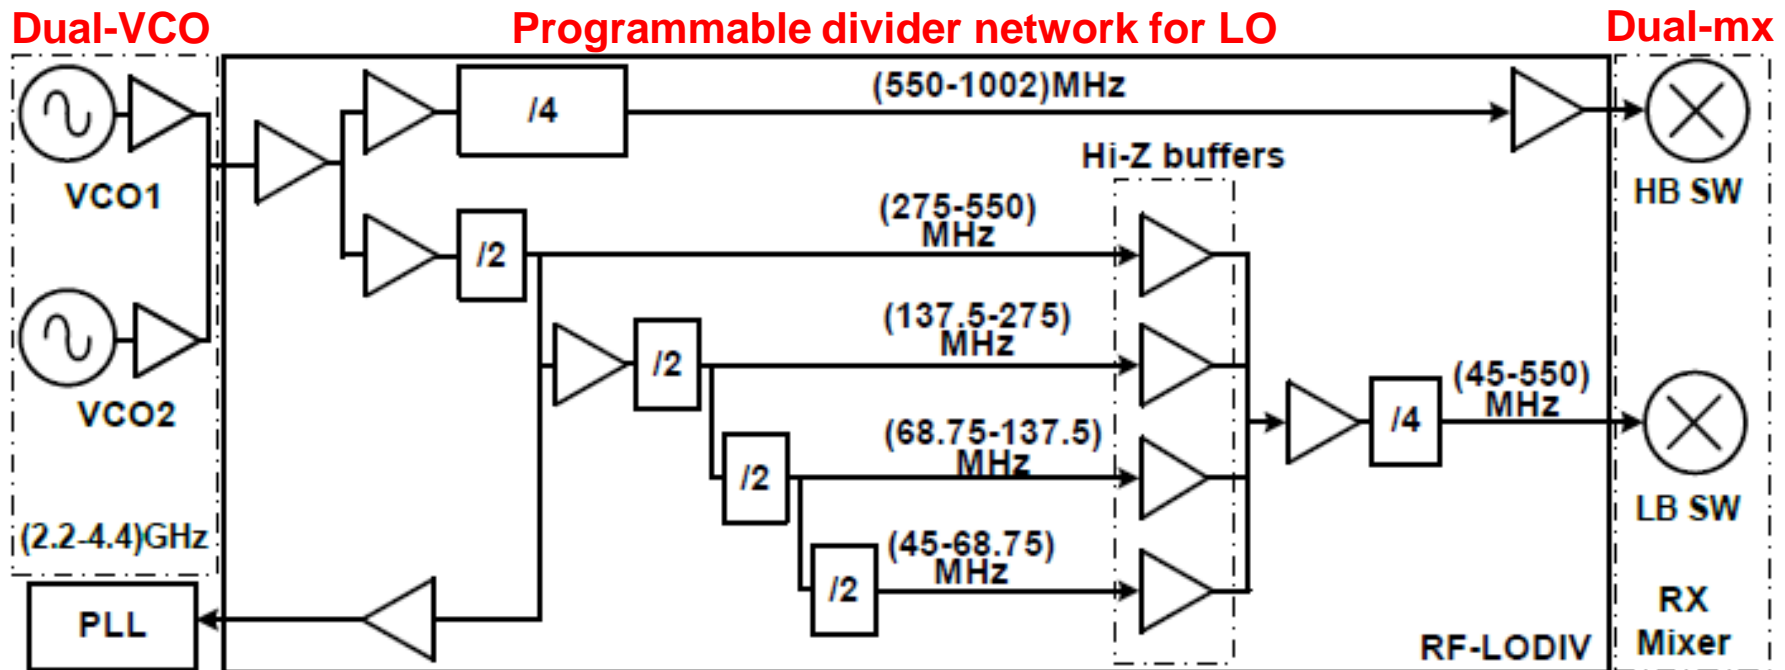 Dual-VCO
Programmable divider network for LO
Dual-mx
/4
(550-1002)MHz
VCO1
Hi-Z buffers
HB SW
/2
(275-550)
MHz
/2
(137.5-275)
MHz
VCO2
/2
(68.75-137.5)
MHz
(45-550)
MHz
/4
LB SW
(2.2-4.4)GHz
/2
(45-68.75)
MHz
PLL
RF-LODIV
RX
Mixer